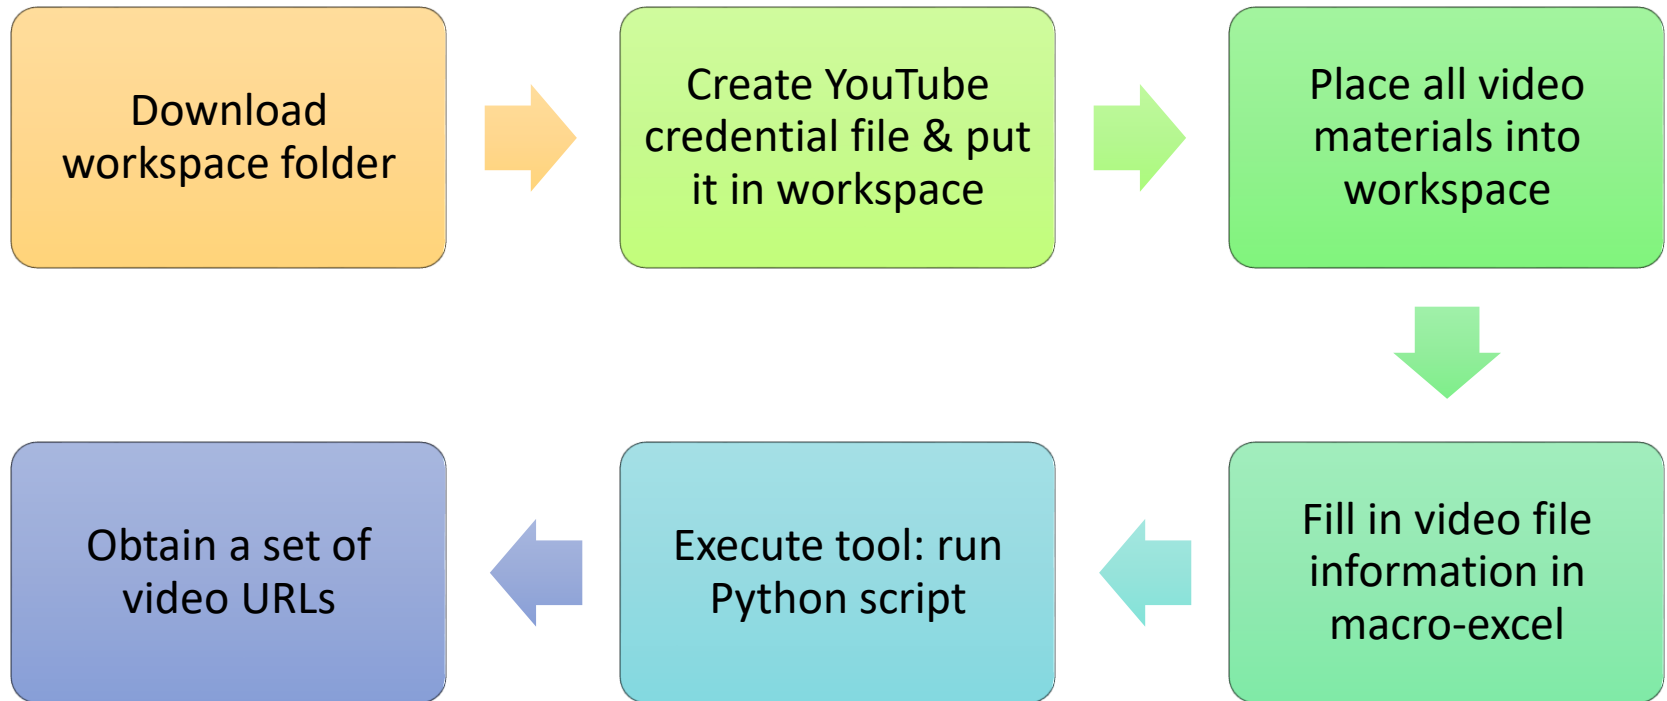 Download
workspace folder
Create YouTube
credential file & put
it in workspace
Place all video
materials into
workspace
Fill in video file
information in
macro-excel
Execute tool: run
Python script
Obtain a set of
video URLs